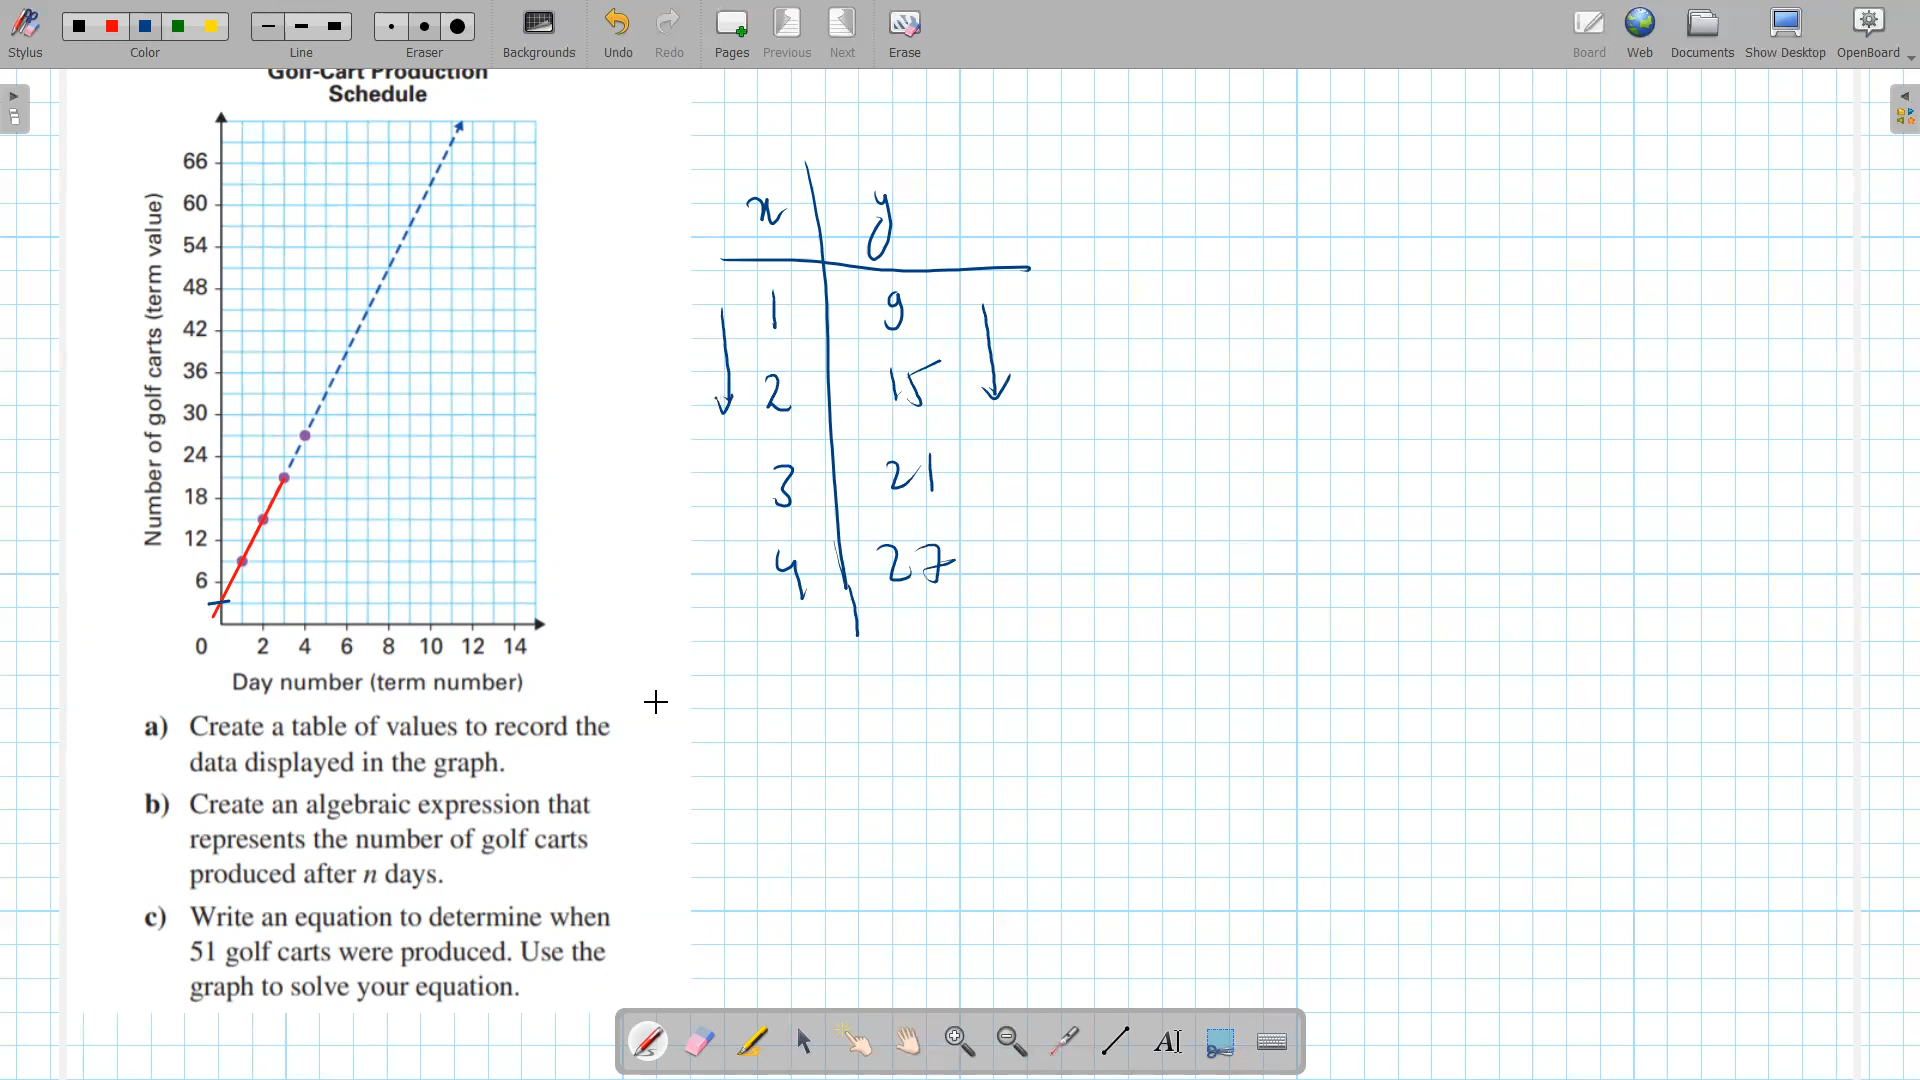 Stylus
Color
Line
Eraser
Backgrounds
Undo
Redo
Pages
Previous
Next
Erase
Board
Web
Documents
Show Desktop
OpenBoard
Golf-Cart Production
Schedule
Number of golf carts (term value)
66
60
54
48
42
36
30
24
18
12
6
0 2 4 6 8 10 12 14
Day number (term number)
a) Create a table of values to record the
data displayed in the graph.
b) Create an algebraic expression that
represents the number of golf carts
produced after n days.
c) Write an equation to determine when
51 golf carts were produced. Use the
graph to solve your equation.
x y
1 9
2 15
3 21
4 27
A